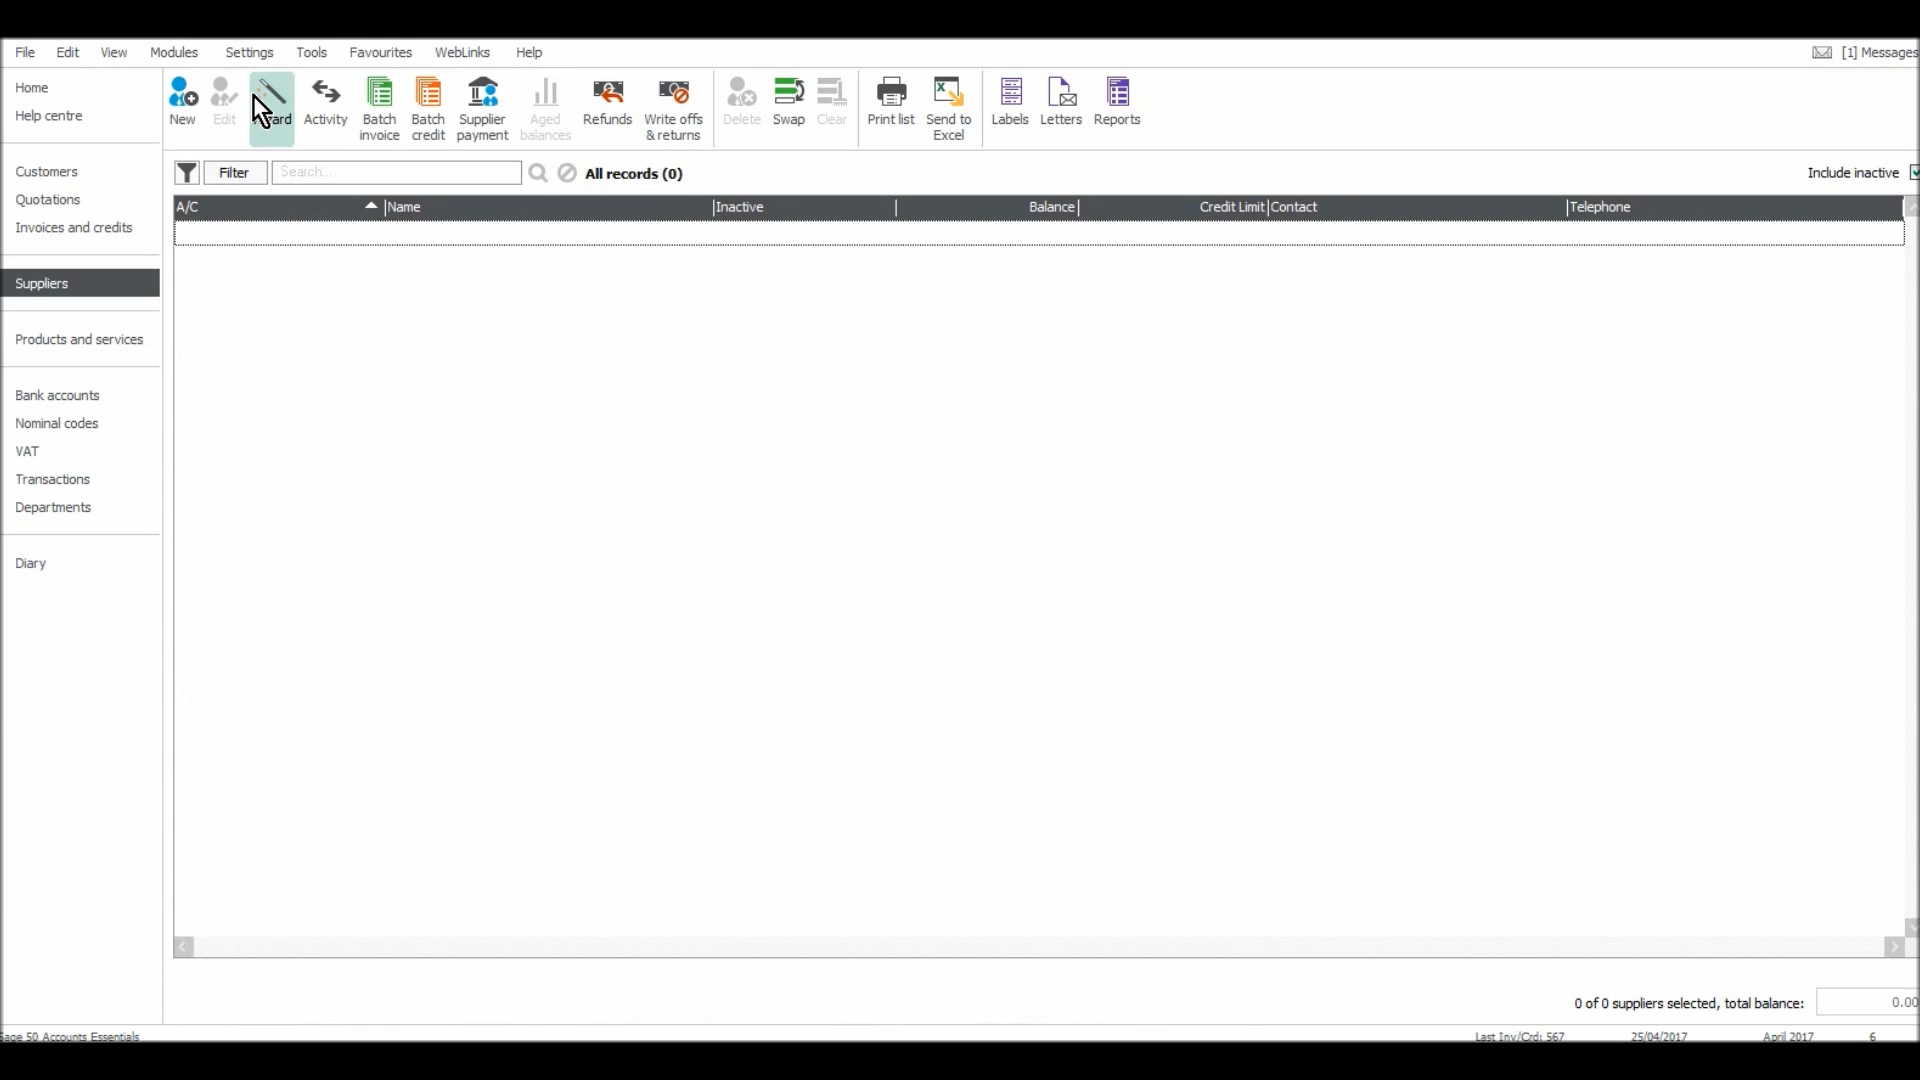 File Edit View Modules Settings Tools Favourites WebLinks Help [1] Messages
Home
Help centre
Customers
Quotations
Invoices and credits
Suppliers
Products and services
Bank accounts
Nominal codes
VAT
Transactions
Departments
Diary
New Edit Activity Batch invoice Batch credit Supplier payment Aged balances Refunds Write offs & returns Delete Swap Clear Print list Send to Excel Labels Letters Reports
Filter Search... All records (0) Include inactive
A/C Name Inactive Balance Credit Limit Contact Telephone
0 of 0 suppliers selected, total balance: 0.00
Sage 50 Accounts Essentials Last Inv/Crd: 567 25/04/2017 April 2017 6